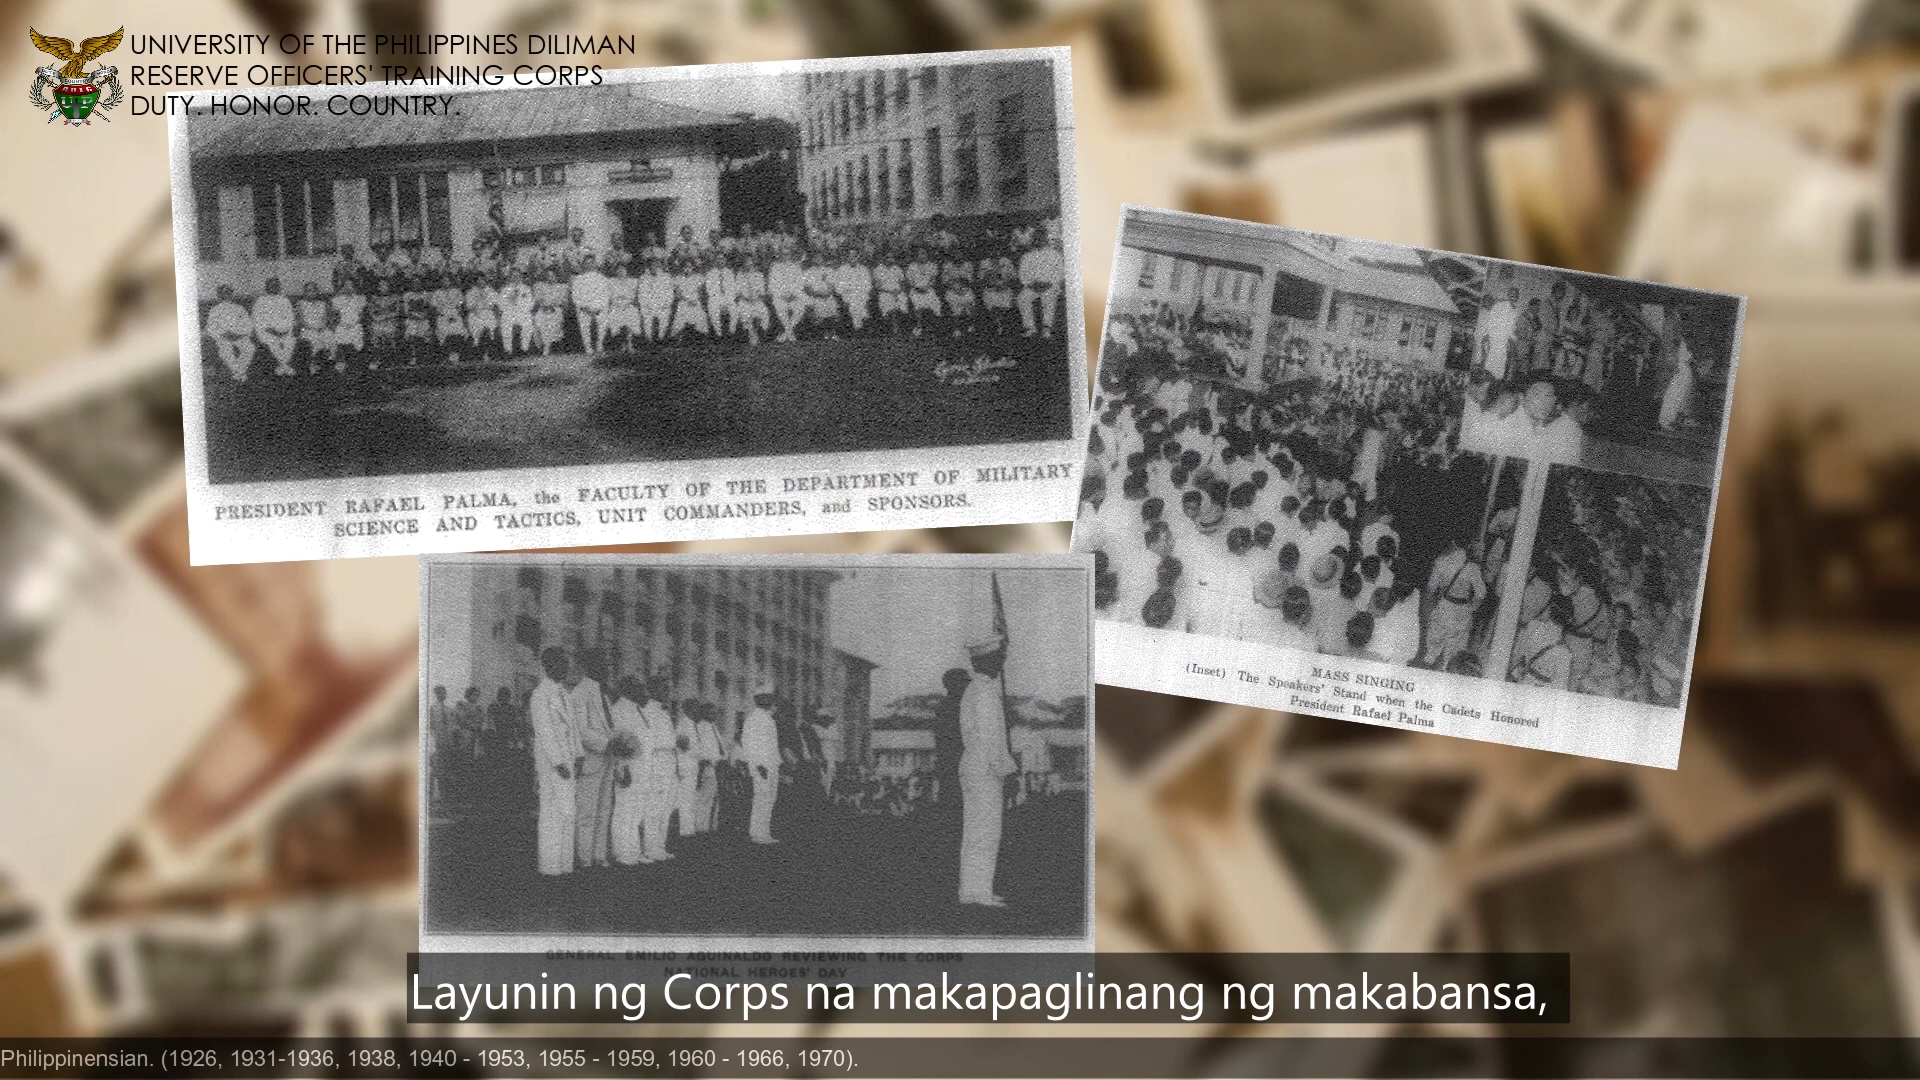 UNIVERSITY OF THE PHILIPPINES DILIMAN
RESERVE OFFICERS' TRAINING CORPS
DUTY. HONOR. COUNTRY.
PRESIDENT RAFAEL PALMA, the FACULTY OF THE DEPARTMENT OF MILITARY
SCIENCE AND TACTICS, UNIT COMMANDERS, and SPONSORS.
MASS SINGING
(Inset) The Speakers' Stand when the Cadets Honored
President Rafael Palma
GENERAL EMILIO AGUINALDO REVIEWING THE CORPS
NATIONAL HEROES' DAY
Layunin ng Corps na makapaglinang ng makabansa,
Philippinensian. (1926, 1931-1936, 1938, 1940 - 1953, 1955 - 1959, 1960 - 1966, 1970).